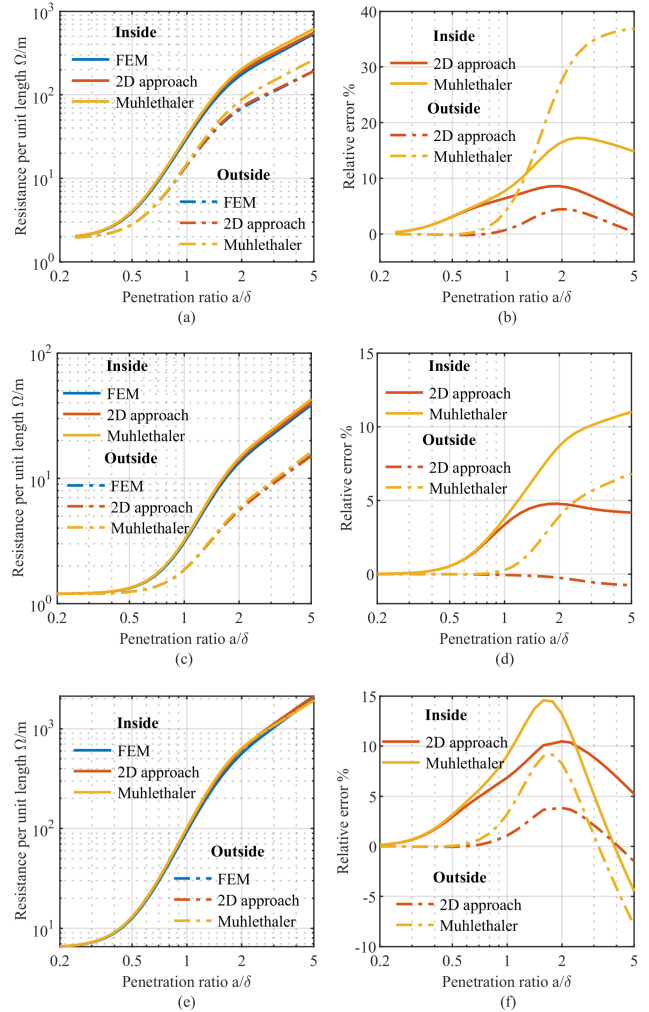 Resistance per unit length Ω/m
10³
10²
10¹
10⁰
Inside
FEM
2D approach
Muhlethaler
Outside
FEM
2D approach
Muhlethaler
0.2 0.5 1 2 5
Penetration ratio a/δ
(a)
Relative error %
40
30
20
10
0
Inside
2D approach
Muhlethaler
Outside
2D approach
Muhlethaler
0.2 0.5 1 2 5
Penetration ratio a/δ
(b)
Resistance per unit length Ω/m
10²
10¹
10⁰
Inside
FEM
2D approach
Muhlethaler
Outside
FEM
2D approach
Muhlethaler
0.2 0.5 1 2 5
Penetration ratio a/δ
(c)
Relative error %
15
10
5
0
Inside
2D approach
Muhlethaler
Outside
2D approach
Muhlethaler
0.2 0.5 1 2 5
Penetration ratio a/δ
(d)
Resistance per unit length Ω/m
10³
10²
10¹
Inside
FEM
2D approach
Muhlethaler
Outside
FEM
2D approach
Muhlethaler
0.2 0.5 1 2 5
Penetration ratio a/δ
(e)
Relative error %
15
10
5
0
-5
-10
Inside
2D approach
Muhlethaler
Outside
2D approach
Muhlethaler
0.2 0.5 1 2 5
Penetration ratio a/δ
(f)